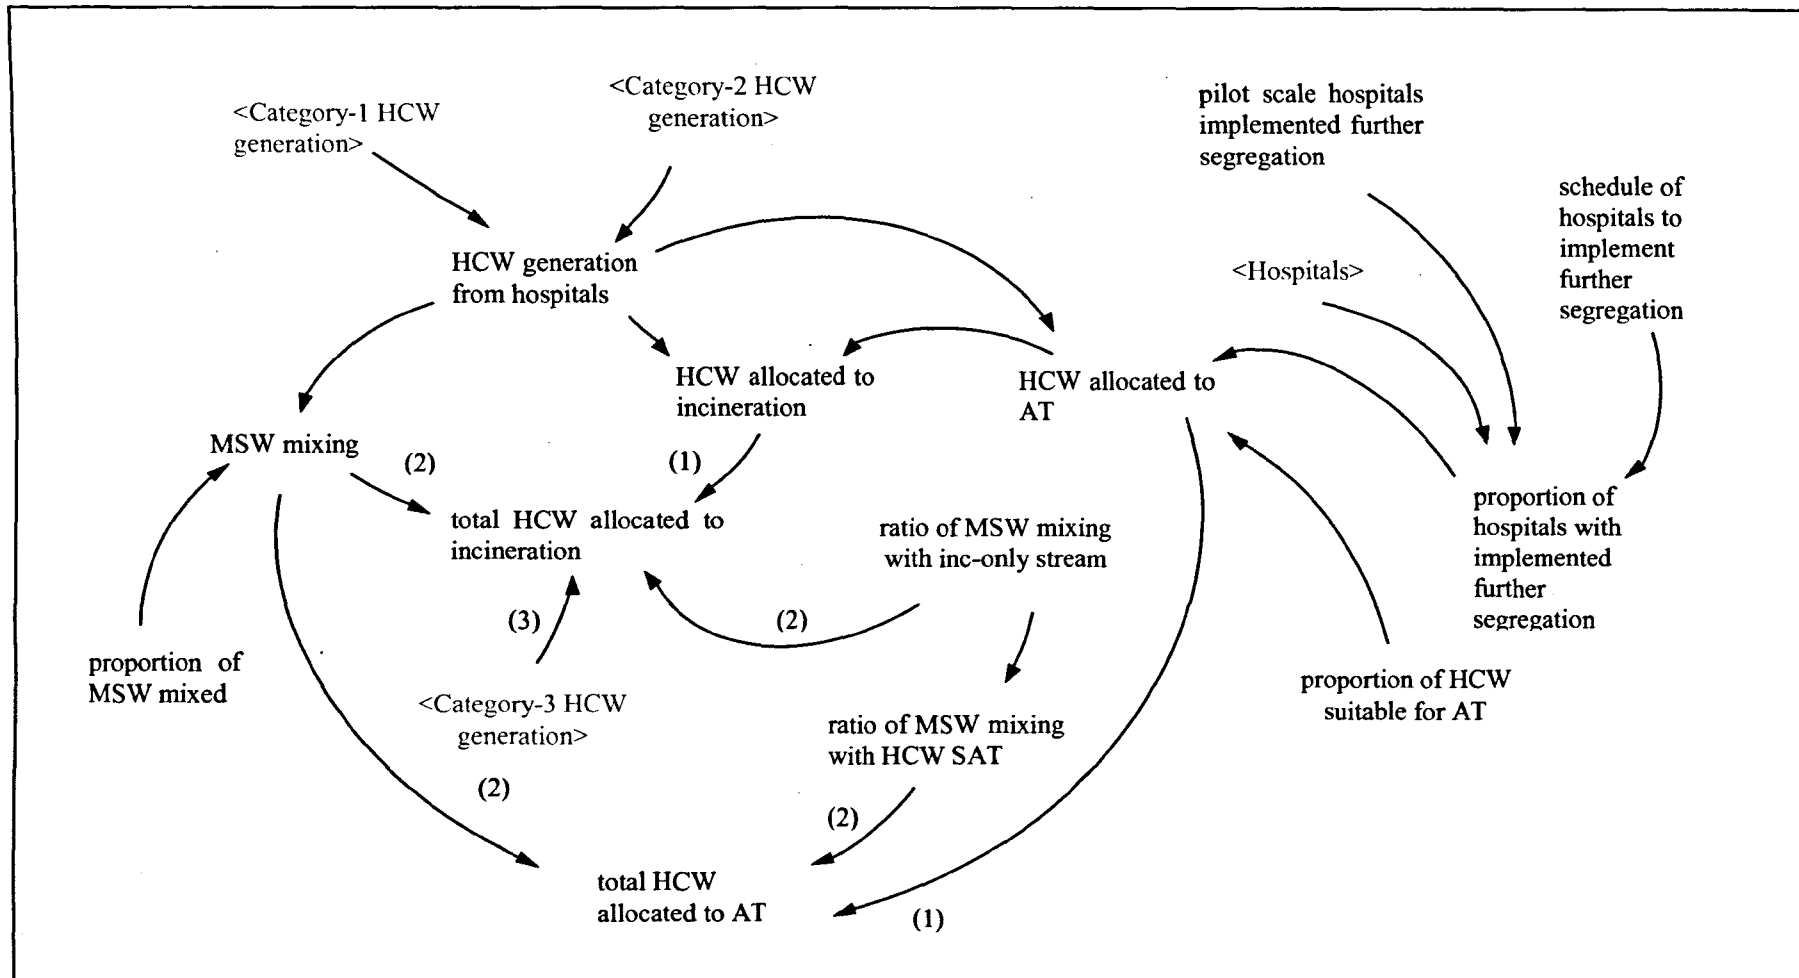 <Category-1 HCW
generation>
<Category-2 HCW
generation>
pilot scale hospitals
implemented further
segregation
schedule of
hospitals to
implement
further
segregation
<Hospitals>
HCW generation
from hospitals
HCW allocated to
incineration
HCW allocated to
AT
MSW mixing
(2)
(1)
total HCW allocated to
incineration
ratio of MSW mixing
with inc-only stream
proportion of
hospitals with
implemented
further
segregation
(3)
(2)
proportion of
MSW mixed
<Category-3 HCW
generation>
proportion of HCW
suitable for AT
ratio of MSW mixing
with HCW SAT
(2)
(2)
total HCW
allocated to AT
(1)